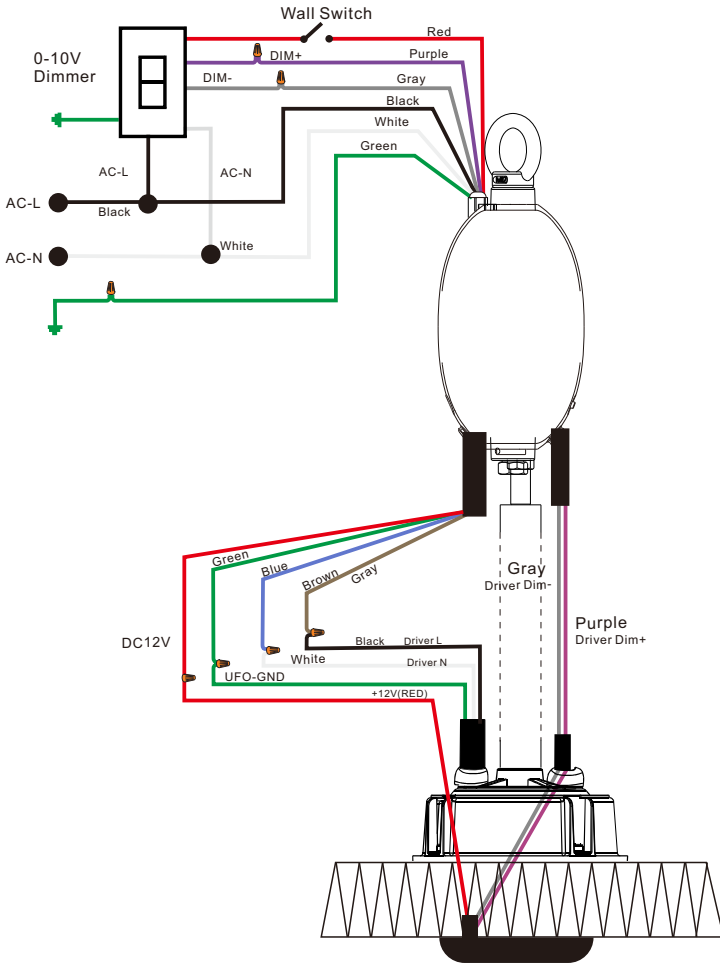 Wall Switch
Red
0-10V
Dimmer
DIM+
Purple
DIM-
Gray
Black
White
Green
AC-L
AC-N
AC-L
Black
White
AC-N
Green
Blue
Brown
Gray
Gray
Driver Dim-
Purple
Driver Dim+
DC12V
Black
Driver L
White
Driver N
UFO-GND
+12V(RED)